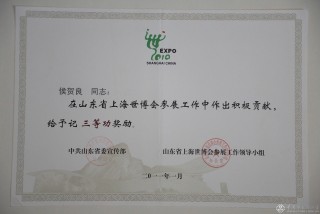 EXPO
2010
SHANGHAI CHINA
侯贺良 同志:
在山东省上海世博会参展工作中作出积极贡献,
给予记 三等功奖励.
中共山东省委宣传部 山东省上海世博会参展工作领导小组
二〇一一年一月